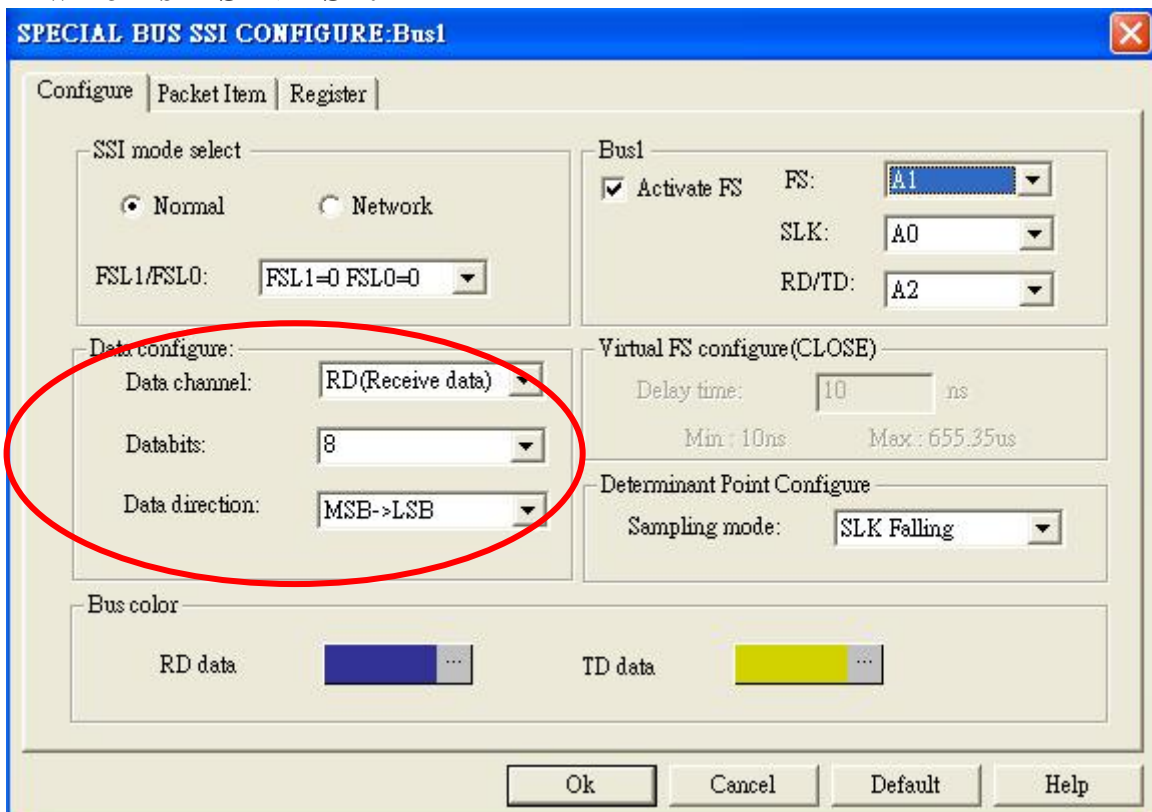 SPECIAL BUS SSI CONFIGURE:Bus1
Configure Packet Item Register
SSI mode select
Normal Network
FSL1/FSL0: FSL1=0 FSL0=0
Bus1
Activate FS FS: A1
SLK: A0
RD/TD: A2
Data configure:
Data channel: RD(Receive data)
Databits: 8
Data direction: MSB->LSB
Virtual FS configure(CLOSE)
Delay time: 10 ns
Min : 10ns Max : 655.35us
Determinant Point Configure
Sampling mode: SLK Falling
Bus color
RD data ... TD data ...
Ok Cancel Default Help